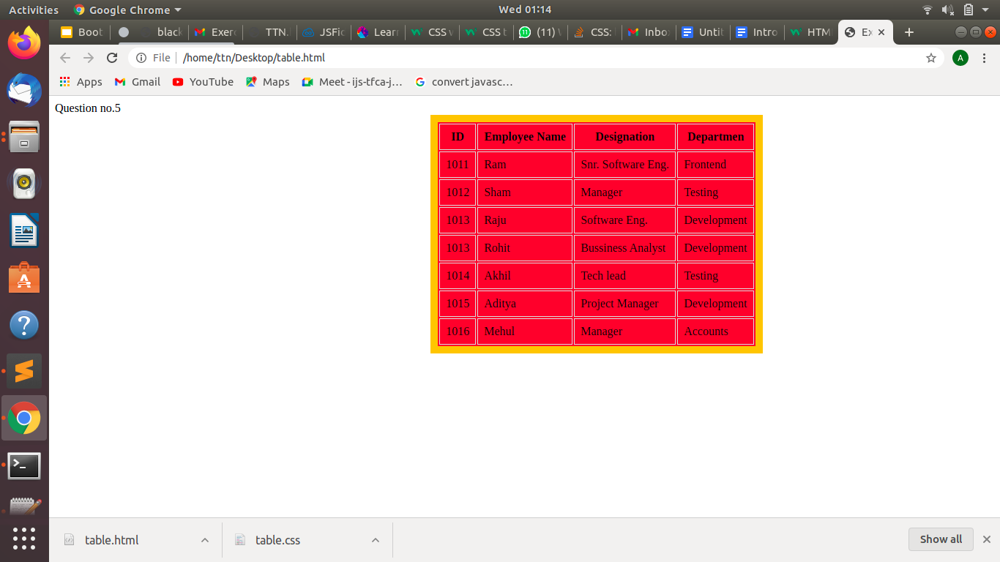 Activities Google Chrome Wed 01:14
Boot black Exerc TTN. JSFic Learn CSS v CSS t (11) CSS: Inbo Untit Intro HTM Ex
File /home/ttn/Desktop/table.html A
Apps Gmail YouTube Maps Meet - ijs-tfca-j... convert javasc...
Question no.5
ID Employee Name Designation Departmen
1011 Ram Snr. Software Eng. Frontend
1012 Sham Manager Testing
1013 Raju Software Eng. Development
1013 Rohit Bussiness Analyst Development
1014 Akhil Tech lead Testing
1015 Aditya Project Manager Development
1016 Mehul Manager Accounts
table.html table.css Show all